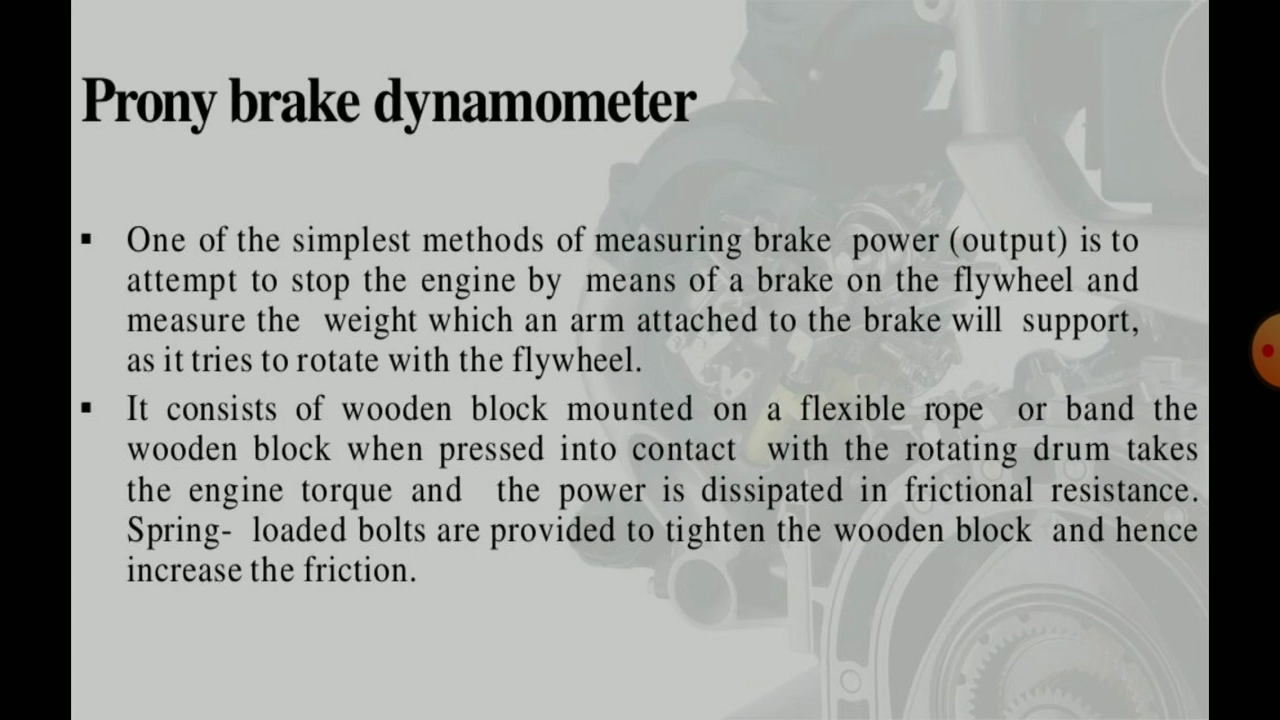 Prony brake dynamometer
▪ One of the simplest methods of measuring brake power (output) is to
attempt to stop the engine by means of a brake on the flywheel and
measure the weight which an arm attached to the brake will support,
as it tries to rotate with the flywheel.
▪ It consists of wooden block mounted on a flexible rope or band the
wooden block when pressed into contact with the rotating drum takes
the engine torque and the power is dissipated in frictional resistance.
Spring- loaded bolts are provided to tighten the wooden block and hence
increase the friction.